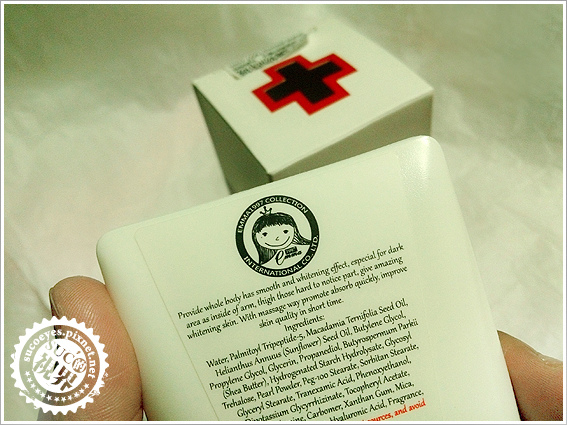 EMMA1997 COLLECTION
INTERNATIONAL CO., LTD.
Provide whole body has smooth and whitening effect, especial for dark
area as inside of arm, thigh those hard to notice part, give amazing
whitening skin. With massage way promote absorb quickly, improve
skin quality in short time.
Ingredients:
Water, Palmitoyl Tripeptide-5, Macadamia Ternifolia Seed Oil,
Helianthus Annuus (Sunflower) Seed Oil, Butylene Glycol,
Propylene Glycol, Glycerin, Propanediol, Butyrospermum Parkii
(Shea Butter), Hydrogenated Starch Hydrolysate, Glycosyl
Trehalose, Pearl Powder, Peg-100 Stearate, Sorbitan Stearate,
Glyceryl Stearate, Tranexamic Acid, Phenoxyethanol,
Dipotassium Glycyrrhizinate, Tocopheryl Acetate,
Carbomer, Xanthan Gum, Mica,
Hyaluronic Acid, Fragrance,
sources, and avoid
sucoeyes.pixnet.net